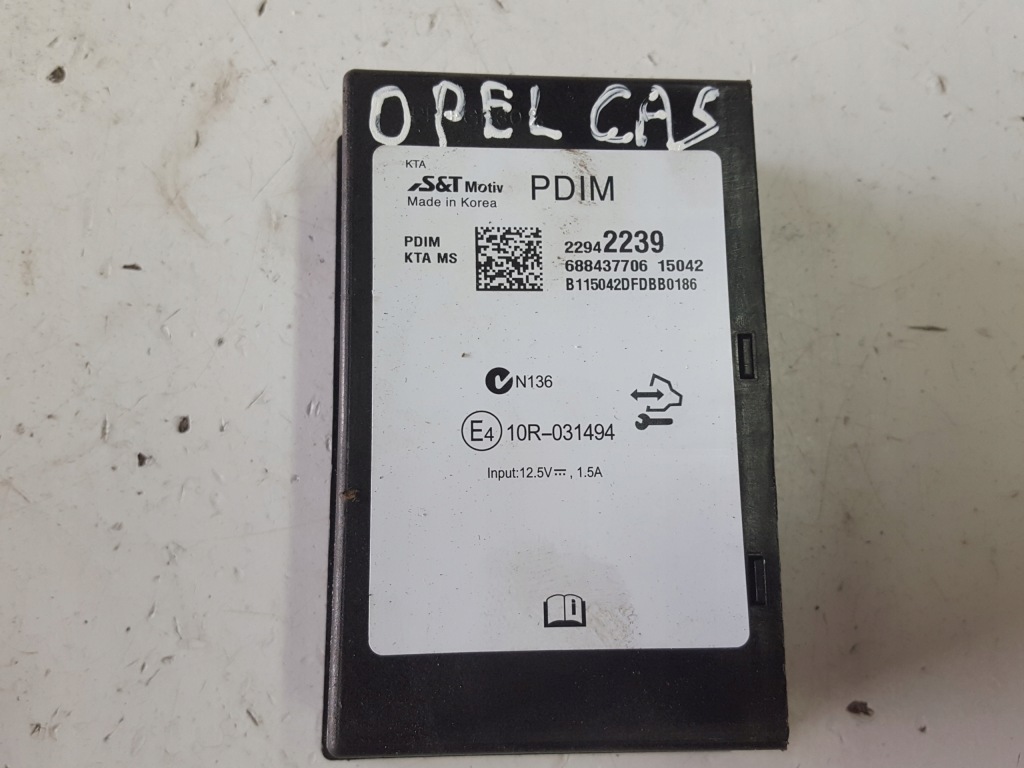 OPEL CAS
KTA
S&T Motiv PDIM
Made in Korea
PDIM 22942239
KTA MS 688437706 15042
B115042DFDBB0186
N136
E4 10R-031494
Input:12.5V⎓, 1.5A
i